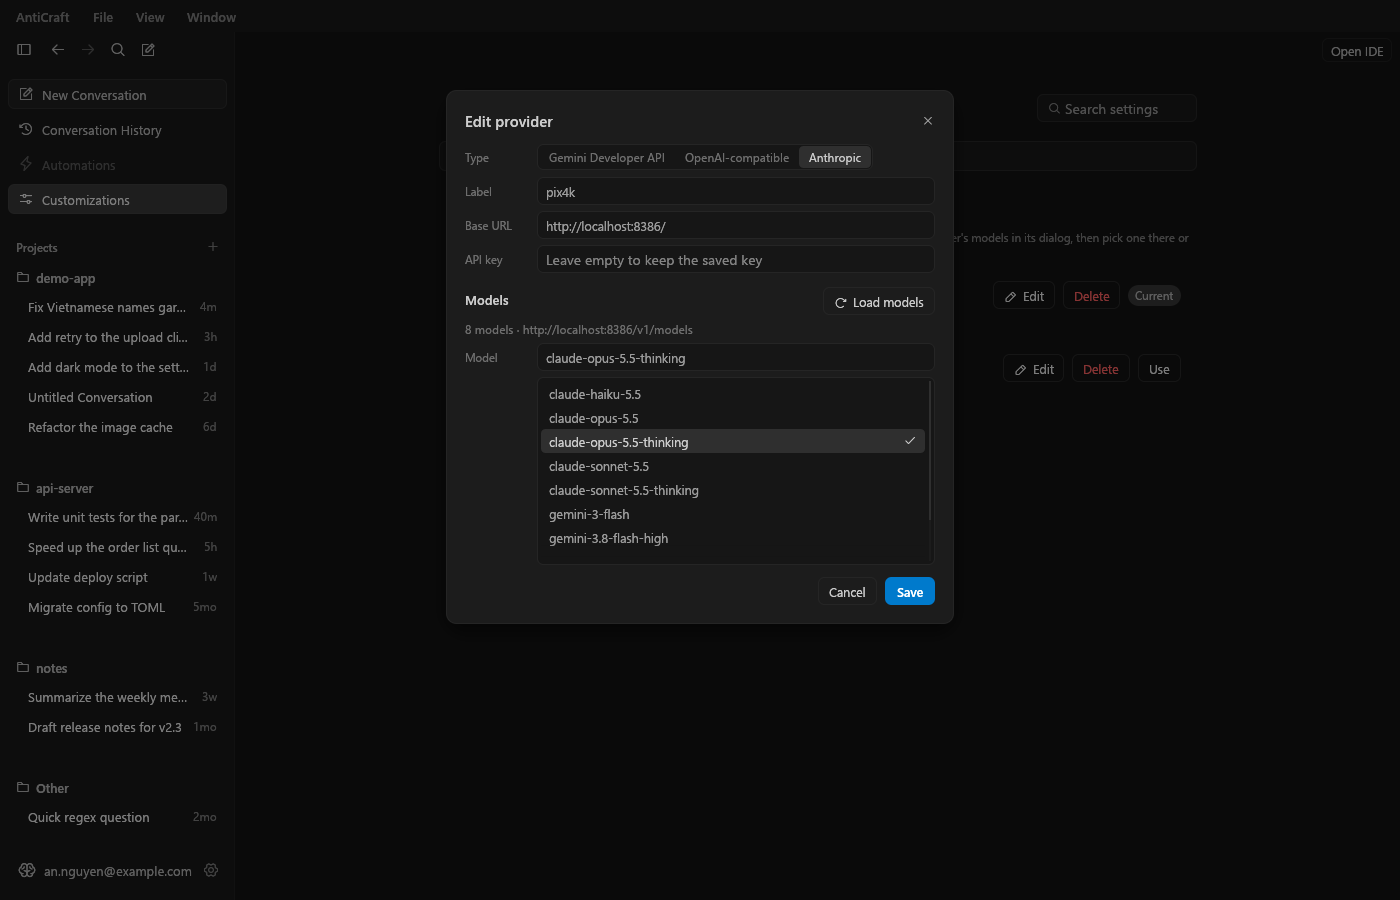 AntiCraft File View Window
Open IDE
New Conversation
Conversation History
Automations
Customizations
Projects
demo-app
Fix Vietnamese names gar... 4m
Add retry to the upload cli... 3h
Add dark mode to the sett... 1d
Untitled Conversation 2d
Refactor the image cache 6d
api-server
Write unit tests for the par... 40m
Speed up the order list qu... 5h
Update deploy script 1w
Migrate config to TOML 5mo
notes
Summarize the weekly me... 3w
Draft release notes for v2.3 1mo
Other
Quick regex question 2mo
an.nguyen@example.com
Search settings
er's models in its dialog, then pick one there or
Edit Delete Current
Edit Delete Use
Edit provider
Type Gemini Developer API OpenAI-compatible Anthropic
Label pix4k
Base URL http://localhost:8386/
API key Leave empty to keep the saved key
Models Load models
8 models · http://localhost:8386/v1/models
Model claude-opus-5.5-thinking
claude-haiku-5.5
claude-opus-5.5
claude-opus-5.5-thinking
claude-sonnet-5.5
claude-sonnet-5.5-thinking
gemini-3-flash
gemini-3.8-flash-high
Cancel Save